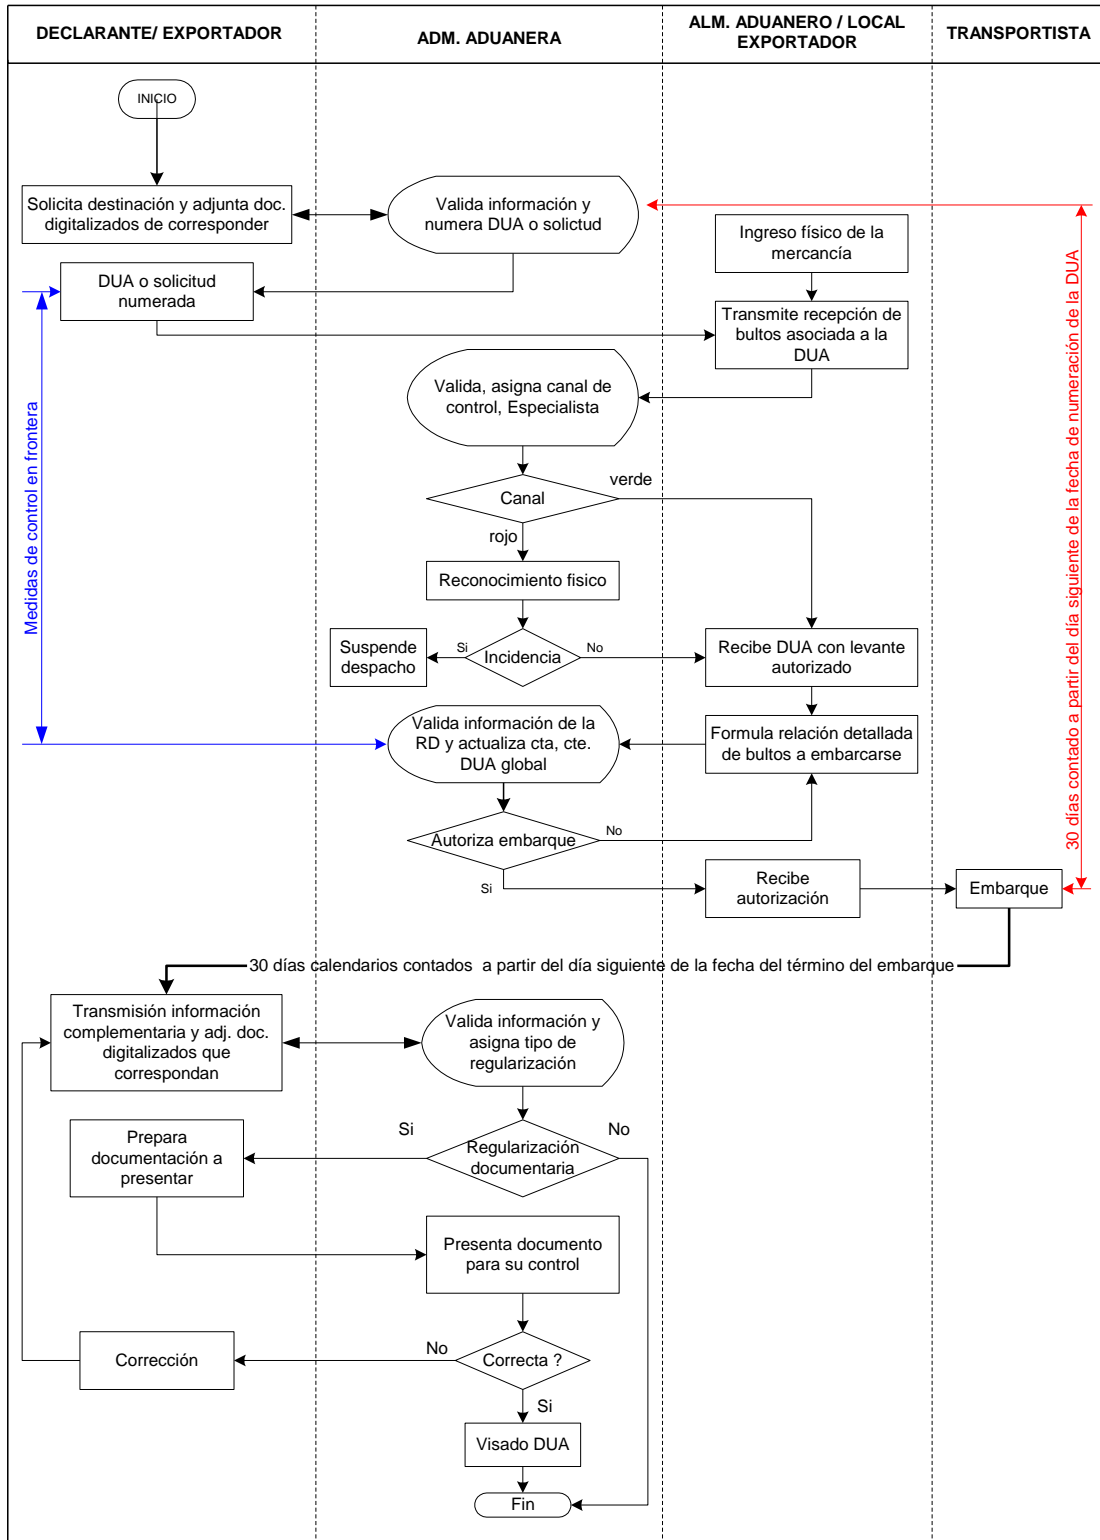 DECLARANTE/ EXPORTADOR
ADM. ADUANERA
ALM. ADUANERO / LOCAL
EXPORTADOR
TRANSPORTISTA
INICIO
Solicita destinación y adjunta doc.
digitalizados de corresponder
Valida información y
numera DUA o solictud
Ingreso físico de la
mercancía
DUA o solicitud
numerada
Transmite recepción de
bultos asociada a la
DUA
Valida, asigna canal de
control, Especialista
Canal
verde
rojo
Reconocimiento fisico
Suspende
despacho
Si
Incidencia
No
Recibe DUA con levante
autorizado
Medidas de control en frontera
30 días contado a partir del día siguiente de la fecha de numeración de la DUA
Valida información de la
RD y actualiza cta, cte.
DUA global
Formula relación detallada
de bultos a embarcarse
Autoriza embarque
No
Si
Recibe
autorización
Embarque
30 días calendarios contados a partir del día siguiente de la fecha del término del embarque
Transmisión información
complementaria y adj. doc.
digitalizados que
correspondan
Valida información y
asigna tipo de
regularización
Si
No
Prepara
documentación a
presentar
Regularización
documentaria
Presenta documento
para su control
Corrección
No
Correcta ?
Si
Visado DUA
Fin